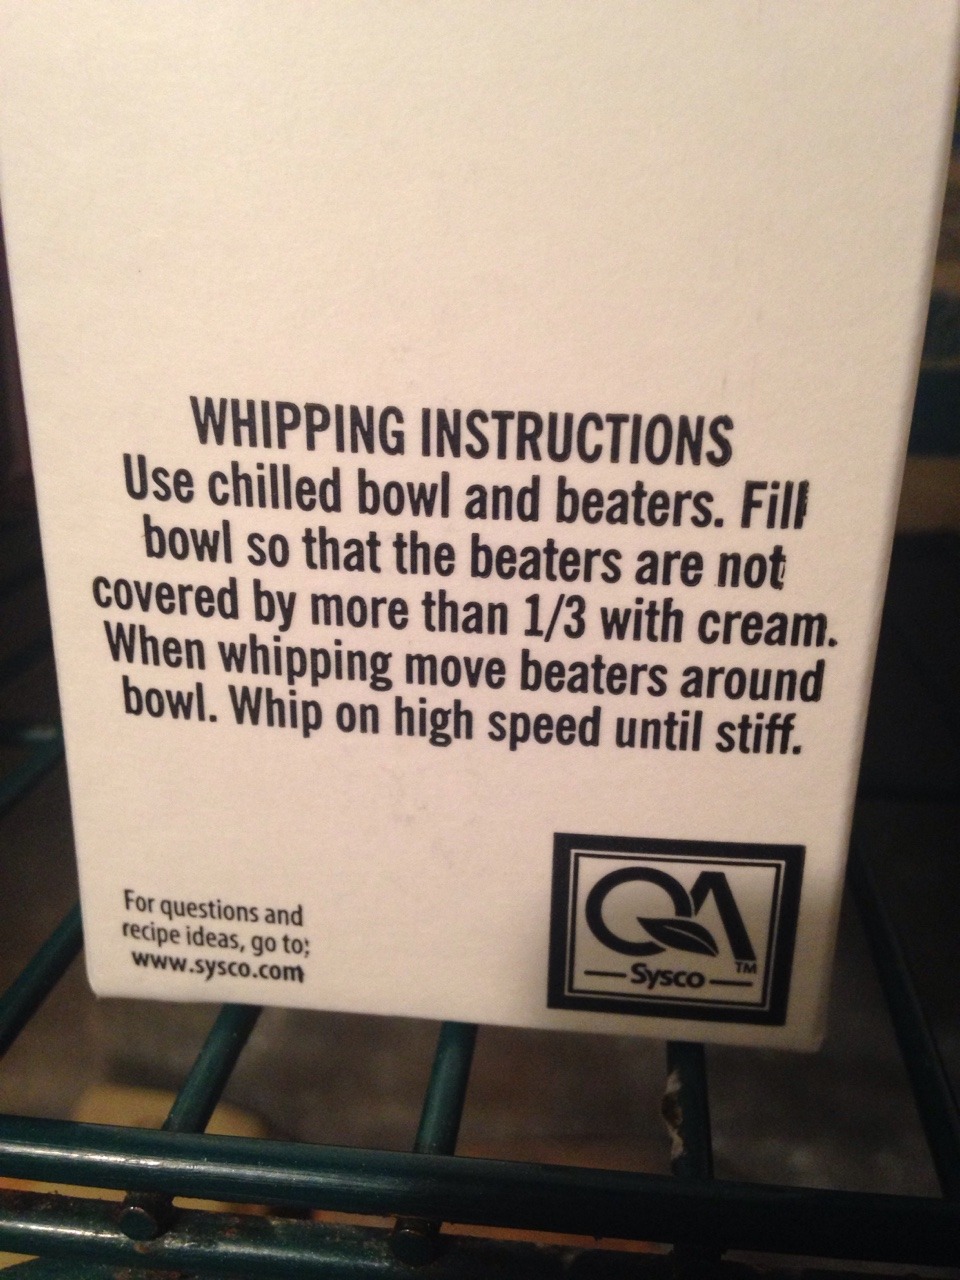 WHIPPING INSTRUCTIONS
Use chilled bowl and beaters. Fill
bowl so that the beaters are not
covered by more than 1/3 with cream.
When whipping move beaters around
bowl. Whip on high speed until stiff.
For questions and
recipe ideas, go to:
www.sysco.com
QA
Sysco TM